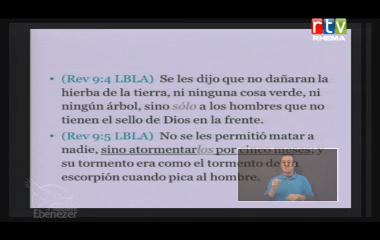 rtv
RHEMA
• (Rev 9:4 LBLA) Se les dijo que no dañaran la
hierba de la tierra, ni ninguna cosa verde, ni
ningún árbol, sino sólo a los hombres que no
tienen el sello de Dios en la frente.
• (Rev 9:5 LBLA) No se les permitió matar a
nadie, sino atormentarlos por cinco meses; y
su tormento era como el tormento de un
escorpión cuando pica al hombre.
Ebenezer